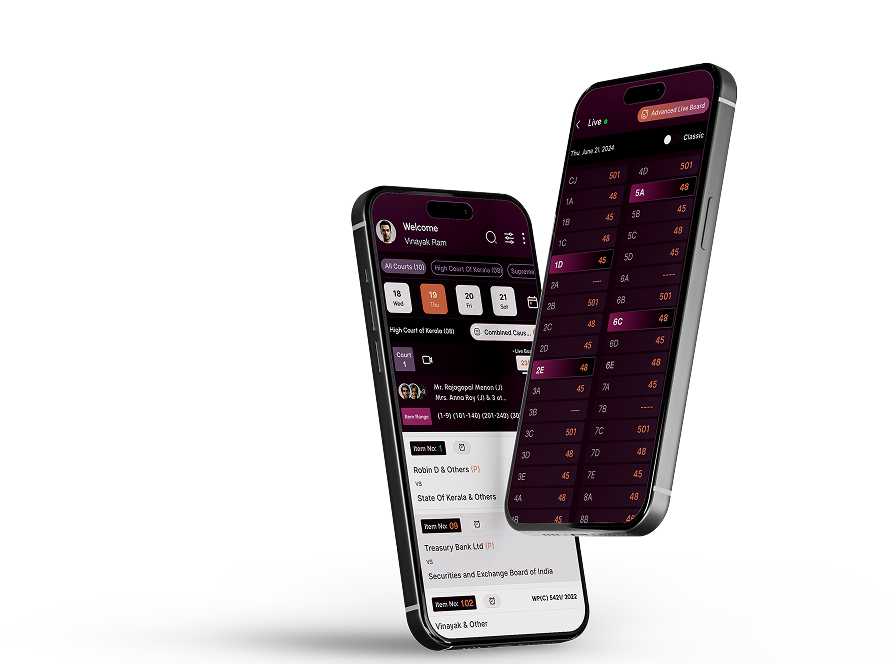 Welcome
Vinayak Ram
All Courts (10)
High Court Of Kerala (08)
Supreme
18
Wed
19
Thu
20
Fri
21
Sat
High Court of Kerala (09)
Combined Caus...
Court
1
Mr. Rajagopal Menon (J)
Mrs. Anna Roy (J) & 3 ot...
Item Range
(1-9) (101-140) (201-240)
Item No: 1
Robin D & Others (P)
vs
State Of Kerala & Others
Item No: 09
Treasury Bank Ltd (P)
vs
Securities and Exchange Board of India
Item No: 102
WP(C) 5421/ 2022
Vinayak & Other
Live
Advanced Live Board
Thu, June 21, 2024
Classic
CJ 501 4D 501
1A 48 5A 48
1B 45 5B 45
1C 48 5C 48
1D 45 5D 45
2A ---- 6A ----
2B 501 6B 501
2C 48 6C 48
2D 45 6D 45
2E 48 6E 48
3A 45 7A 45
3B ---- 7B ----
3C 501 7C 501
3D 48 7D 48
3E 45 7E 45
4A 48 8A 48
4B 45 8B 45